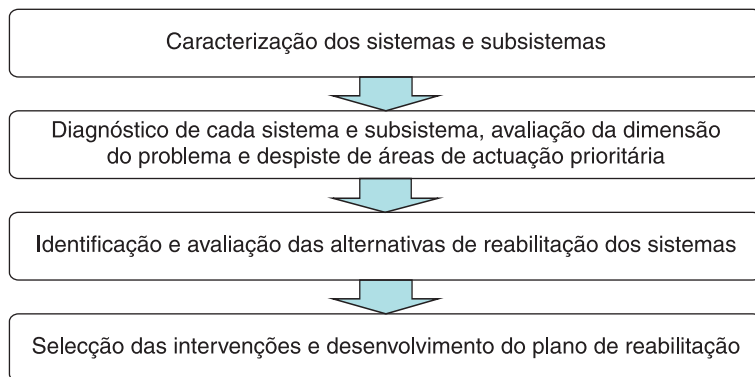 Caracterização dos sistemas e subsistemas
Diagnóstico de cada sistema e subsistema, avaliação da dimensão
do problema e despiste de áreas de actuação prioritária
Identificação e avaliação das alternativas de reabilitação dos sistemas
Selecção das intervenções e desenvolvimento do plano de reabilitação